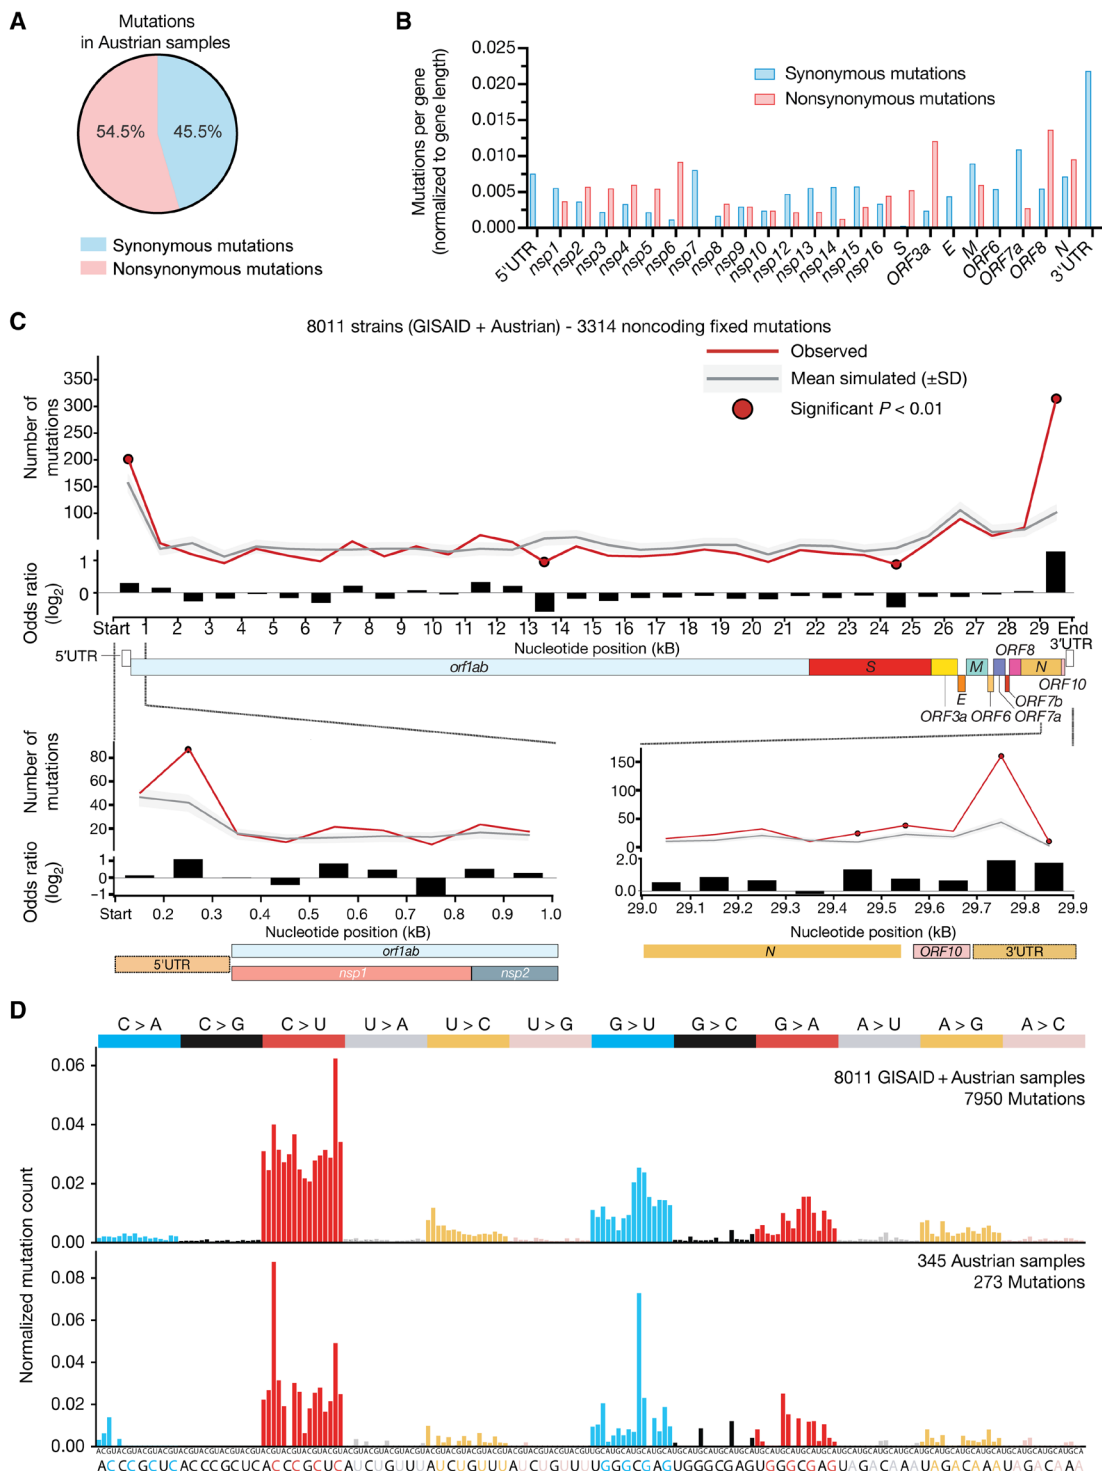 A
Mutations
in Austrian samples
54.5%
45.5%
Synonymous mutations
Nonsynonymous mutations
B
Mutations per gene
(normalized to gene length)
0.025
0.020
0.015
0.010
0.005
0.000
Synonymous mutations
Nonsynonymous mutations
5'UTR
nsp1
nsp2
nsp3
nsp4
nsp5
nsp6
nsp7
nsp8
nsp9
nsp10
nsp12
nsp13
nsp14
nsp15
nsp16
S
ORF3a
E
M
ORF6
ORF7a
ORF8
N
3'UTR
C
8011 strains (GISAID + Austrian) - 3314 noncoding fixed mutations
Observed
Mean simulated (±SD)
Significant P < 0.01
Number of
mutations
350
300
250
200
150
100
Odds ratio
(log2)
1
0
Start 1 2 3 4 5 6 7 8 9 10 11 12 13 14 15 16 17 18 19 20 21 22 23 24 25 26 27 28 29 End
Nucleotide position (kB)
5'UTR
orf1ab
S
M
N
ORF8
3'UTR
E
ORF10
ORF7b
ORF3a ORF6 ORF7a
Number of
mutations
80
60
40
20
Odds ratio
(log2)
1
0
−1
Start 0.2 0.3 0.4 0.5 0.6 0.7 0.8 0.9 1.0
Nucleotide position (kB)
5'UTR
orf1ab
nsp1
nsp2
150
100
50
0
2.0
0.0
29.0 29.1 29.2 29.3 29.4 29.5 29.6 29.7 29.8 29.9
Nucleotide position (kB)
N
ORF10
3'UTR
D
C > A C > G C > U U > A U > C U > G G > U G > C G > A A > U A > G A > C
Normalized mutation count
0.06
0.04
0.02
0.00
8011 GISAID + Austrian samples
7950 Mutations
0.08
0.06
0.04
0.02
0.00
345 Austrian samples
273 Mutations